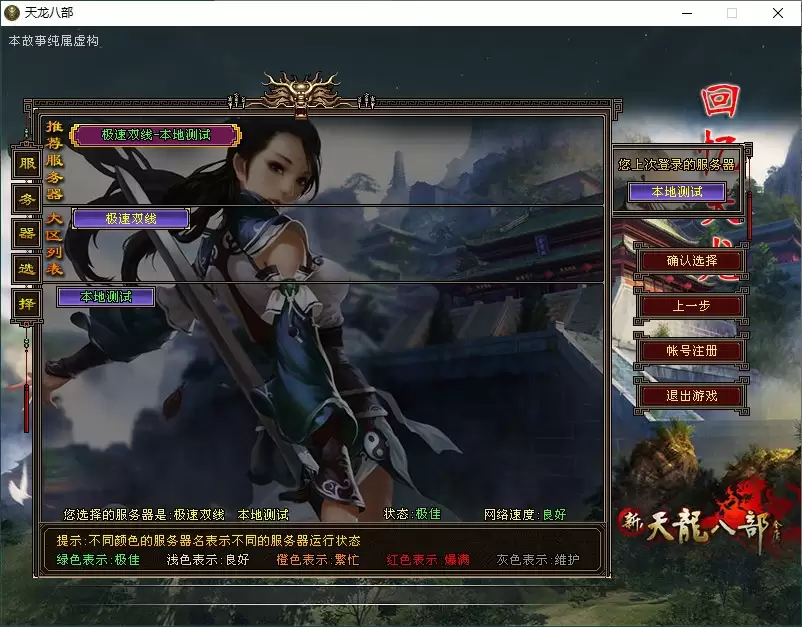 天龙八部
本故事纯属虚构
推荐服务器
极速双线-本地测试
服务器选择
大区列表
极速双线
本地测试
您上次登录的服务器
本地测试
确认选择
上一步
帐号注册
退出游戏
您选择的服务器是:极速双线 本地测试
状态:极佳
网络速度:良好
提示:不同颜色的服务器名表示不同的服务器运行状态
绿色表示:极佳 浅色表示:良好 橙色表示:繁忙 红色表示:爆满 灰色表示:维护
新天龍八部